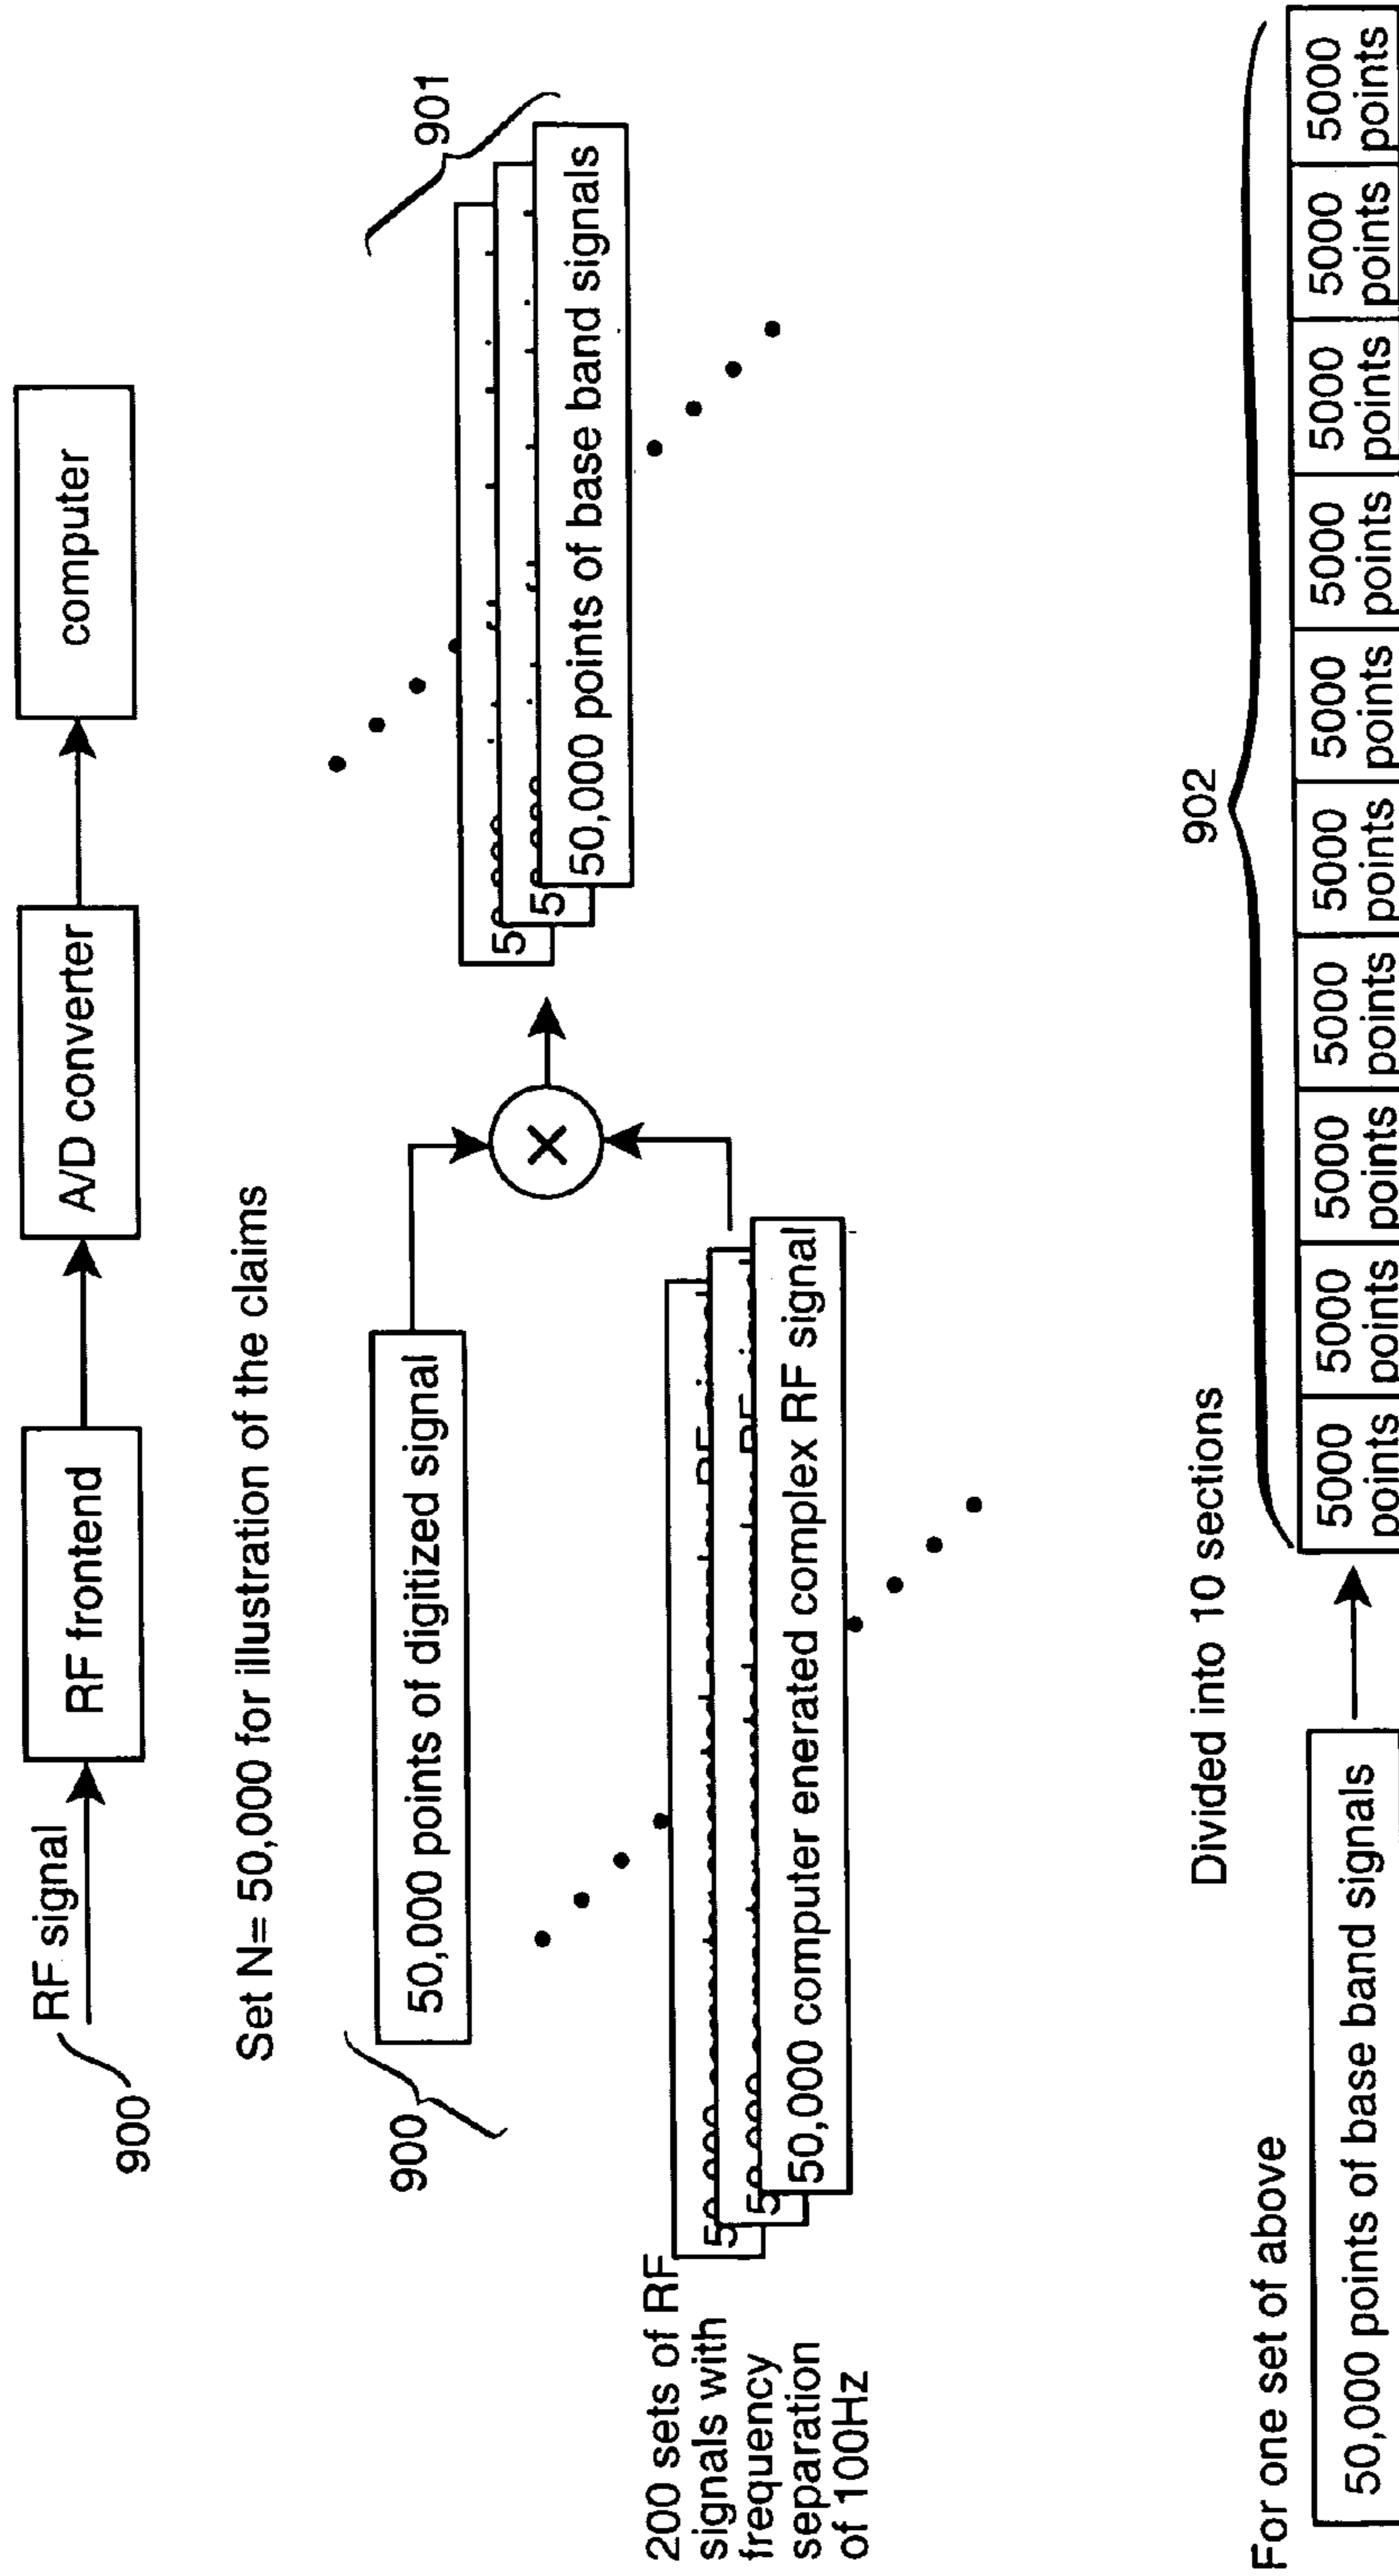 900
RF signal
RF frontend
A/D converter
computer
Set N= 50,000 for illustration of the claims
900
50,000 points of digitized signal
200 sets of RF
signals with
frequency
separation
of 100Hz
50,000 computer enerated complex RF signal
×
901
50,000 points of base band signals
For one set of above
50,000 points of base band signals
Divided into 10 sections
902
5000
points
5000
points
5000
points
5000
points
5000
points
5000
points
5000
points
5000
points
5000
points
5000
points